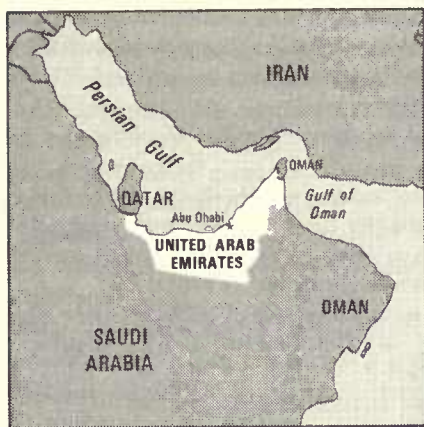 IRAN
Persian Gulf
OMAN
QATAR
Gulf of
Oman
Abu Dhabi
UNITED ARAB
EMIRATES
OMAN
SAUDI
ARABIA